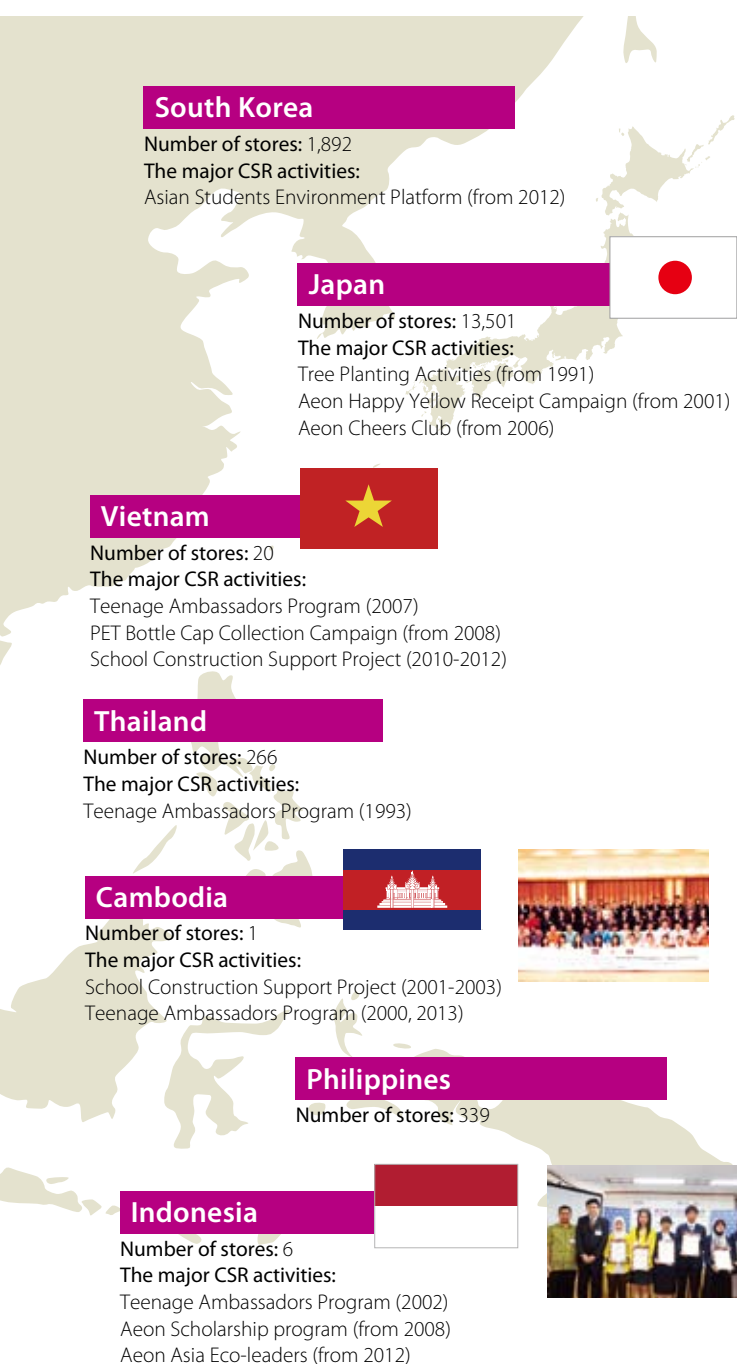 South Korea
Number of stores: 1,892
The major CSR activities:
Asian Students Environment Platform (from 2012)
Japan
Number of stores: 13,501
The major CSR activities:
Tree Planting Activities (from 1991)
Aeon Happy Yellow Receipt Campaign (from 2001)
Aeon Cheers Club (from 2006)
Vietnam
Number of stores: 20
The major CSR activities:
Teenage Ambassadors Program (2007)
PET Bottle Cap Collection Campaign (from 2008)
School Construction Support Project (2010-2012)
Thailand
Number of stores: 266
The major CSR activities:
Teenage Ambassadors Program (1993)
Cambodia
Number of stores: 1
The major CSR activities:
School Construction Support Project (2001-2003)
Teenage Ambassadors Program (2000, 2013)
Philippines
Number of stores: 339
Indonesia
Number of stores: 6
The major CSR activities:
Teenage Ambassadors Program (2002)
Aeon Scholarship program (from 2008)
Aeon Asia Eco-leaders (from 2012)